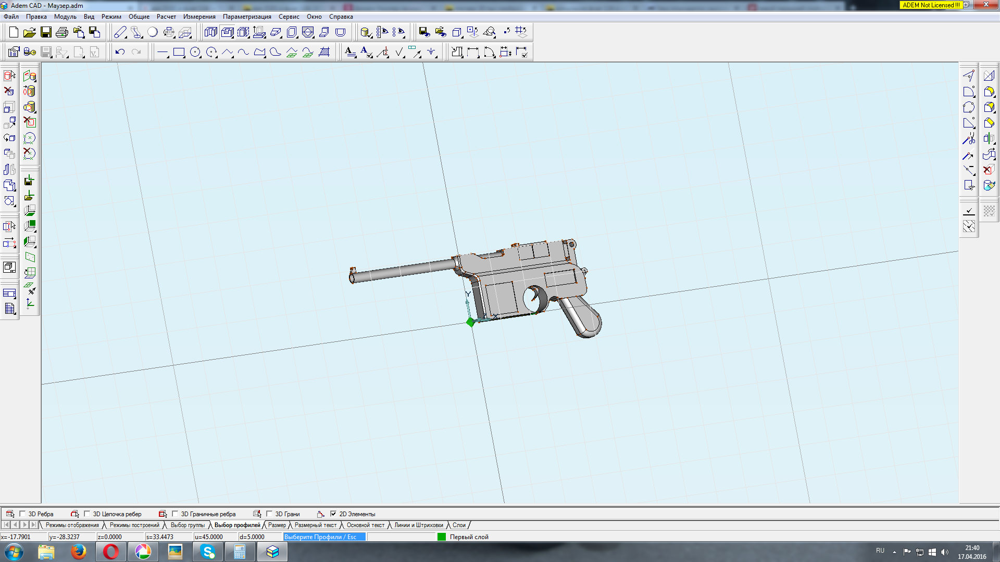 Adem CAD - Маузер.adm
ADEM Not Licensed !!!
Файл Правка Модуль Вид Режим Общие Расчет Измерения Параметризация Сервис Окно Справка
Y
X
3D Ребра 3D Цепочка ребер 3D Граничные ребра 3D Грани 2D Элементы
Режимы отображения Режимы построений Выбор группы Выбор профилей Размер Размерный текст Основной текст Линии и Штриховки Слои
x=-17.7901 y=-28.3237 z=0.0000 s=33.4473 u=45.0000 d=5.0000 Выберите Профили / Esc Первый слой
RU
21:40
17.04.2016